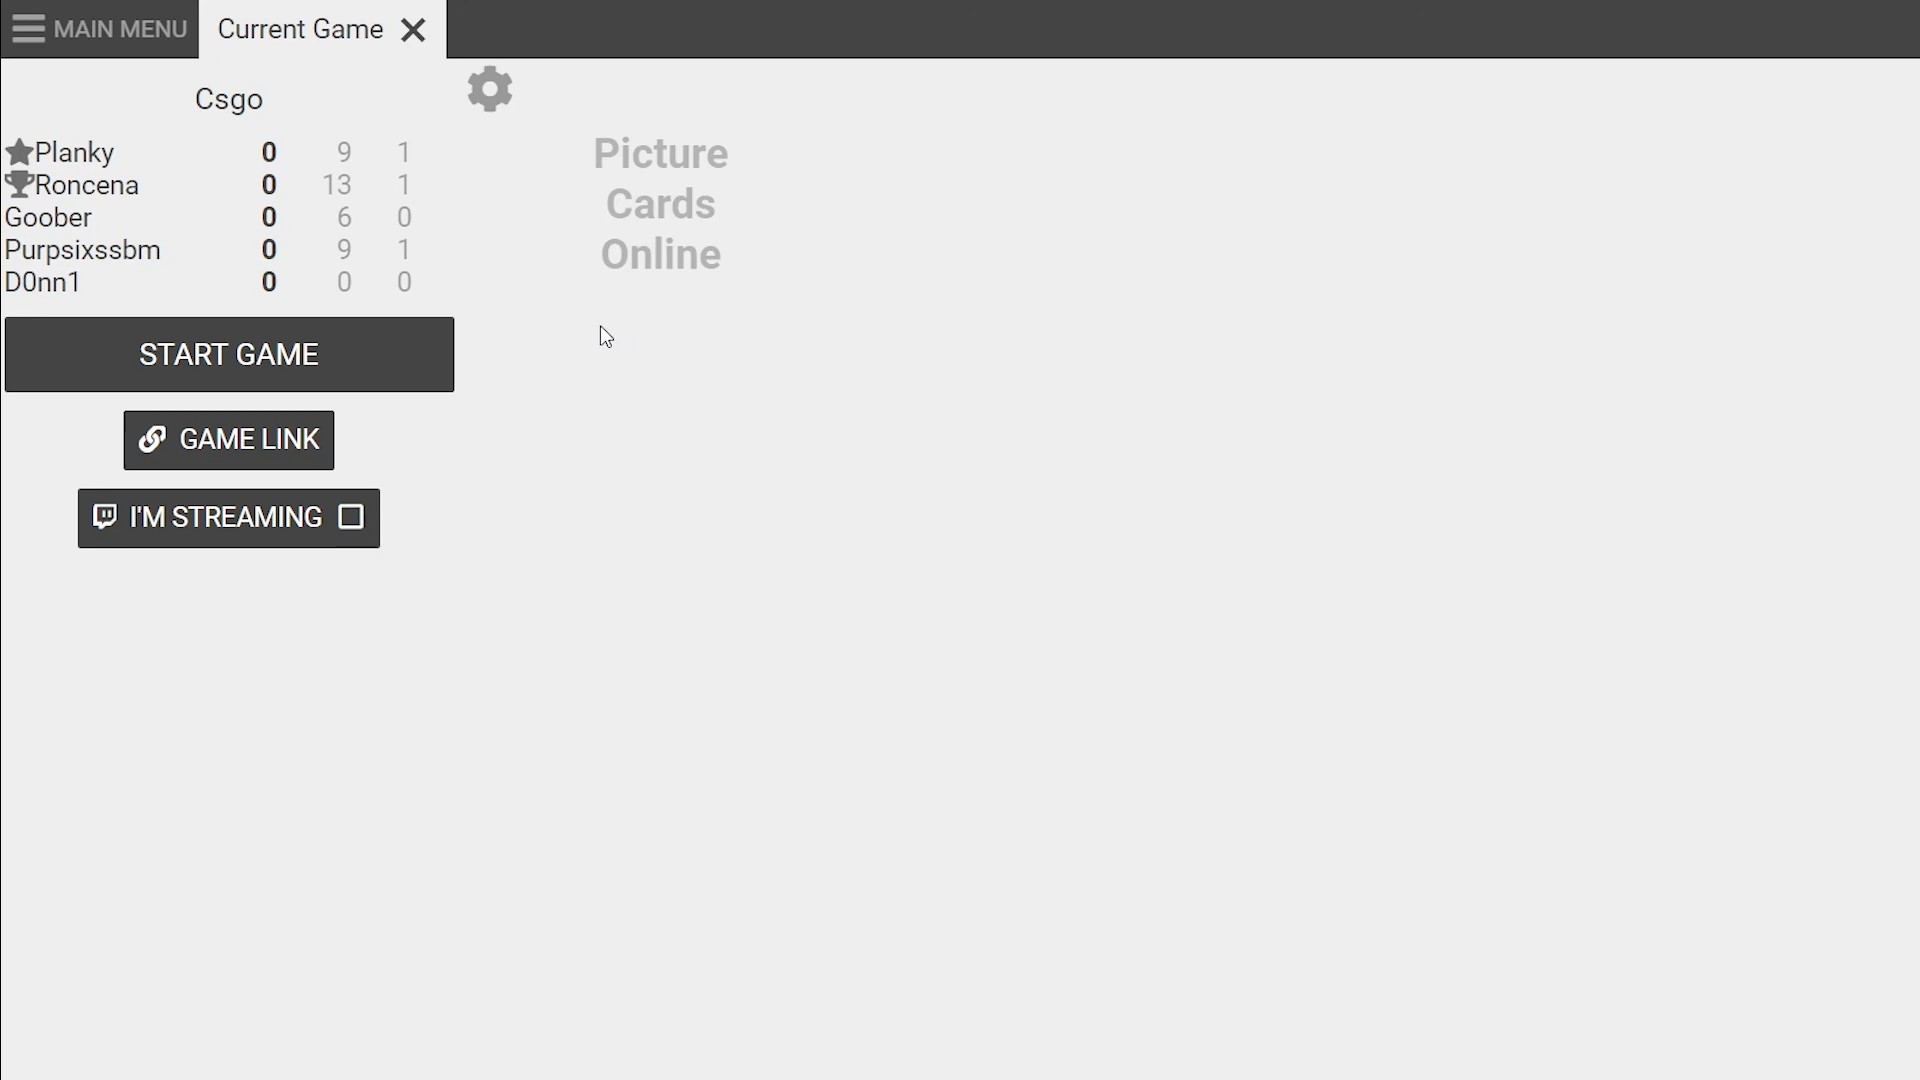 MAIN MENU
Current Game
Csgo
Planky 0 9 1
Roncena 0 13 1
Goober 0 6 0
Purpsixssbm 0 9 1
D0nn1 0 0 0
START GAME
GAME LINK
I'M STREAMING
Picture
Cards
Online